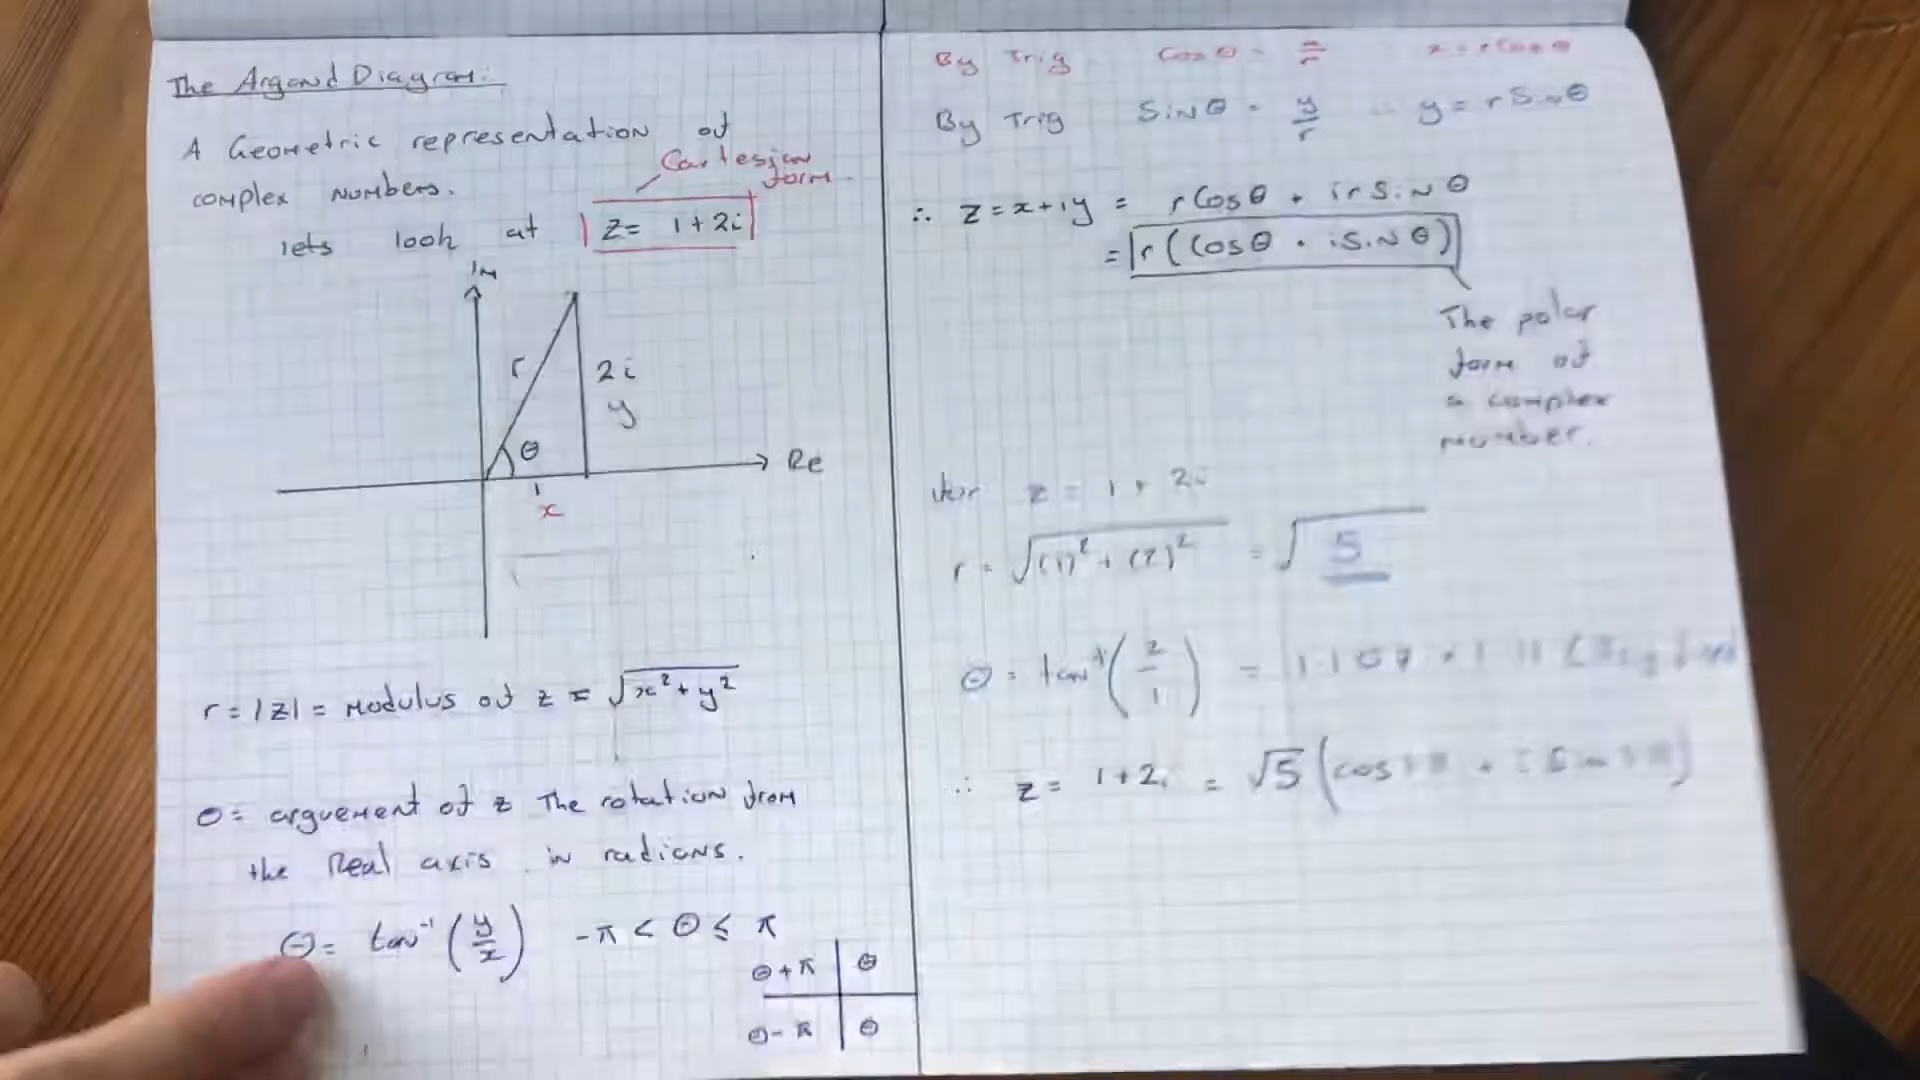 The Argand Diagram:
A Geometric representation of
complex numbers.
Cartesian
form
lets look at z = 1 + 2i
Im
r
2i
y
θ
Re
x
r = |z| = Modulus of z = √x² + y²
θ = arguement of z The rotation from
the Real axis in radians.
θ = tan⁻¹ (y/x) -π < θ ≤ π
θ+π θ
θ-π θ
By Trig Cos θ = x/r x = r Cos θ
By Trig Sin θ = y/r ∴ y = r Sin θ
∴ z = x + iy = r Cos θ + i r Sin θ
= r ( Cos θ + i Sin θ )
The polar
form of
a complex
number.
for z = 1 + 2i
r = √(1)² + (2)² = √5
θ = tan⁻¹ (2/1) = 1.107
∴ z = 1 + 2i = √5 ( cos